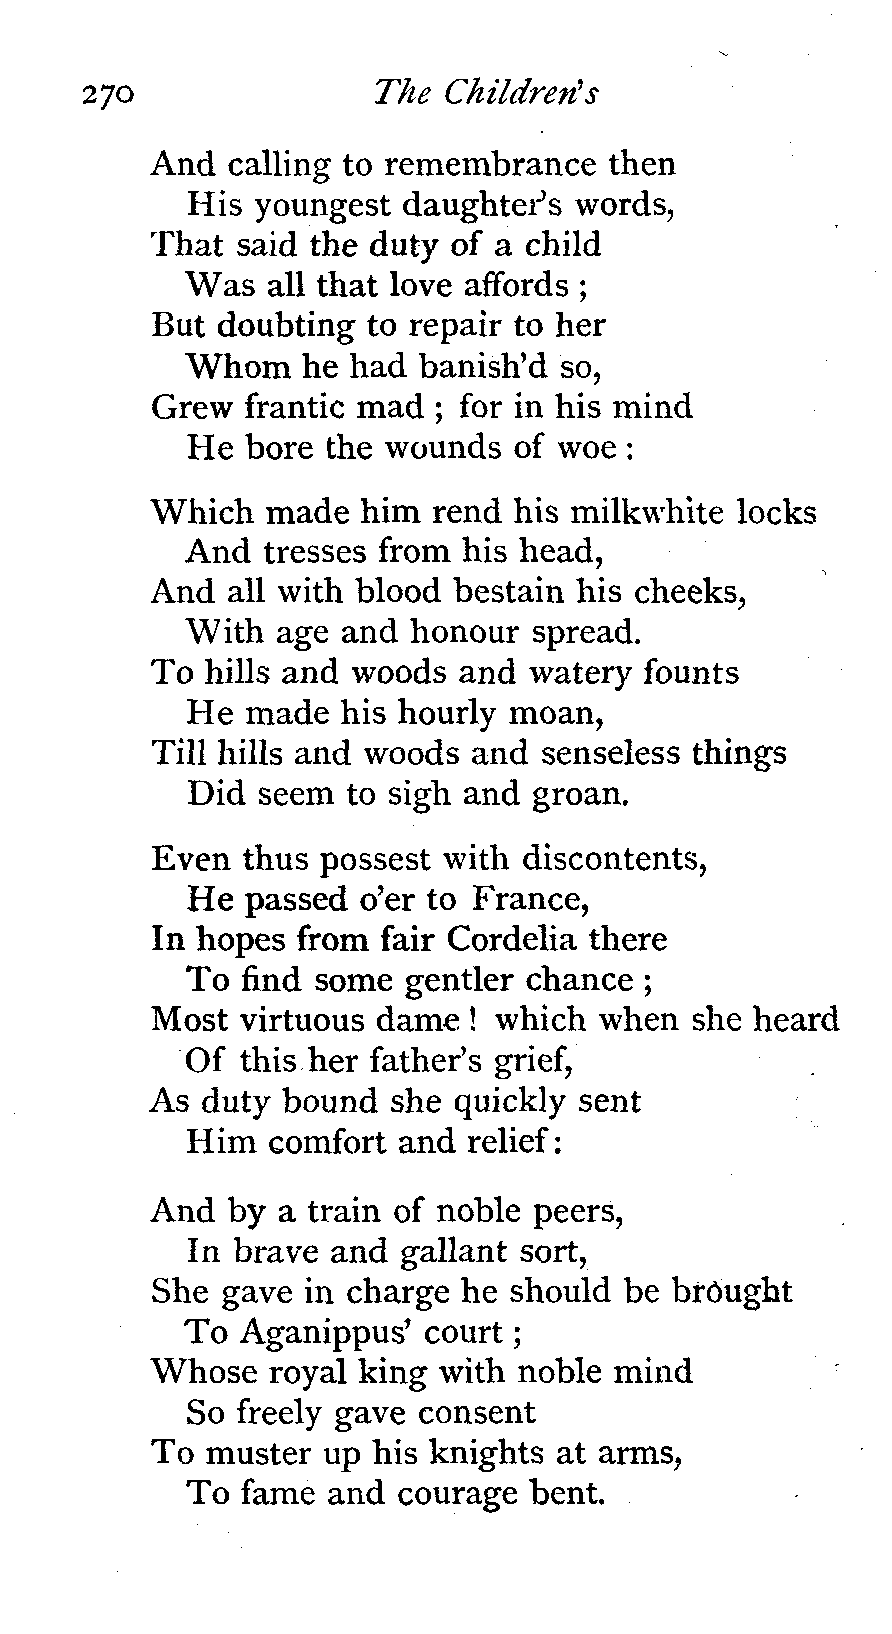 270 The Children's
And calling to remembrance then
His youngest daughter's words,
That said the duty of a child
Was all that love affords ;
But doubting to repair to her
Whom he had banish'd so,
Grew frantic mad ; for in his mind
He bore the wounds of woe :
Which made him rend his milkwhite locks
And tresses from his head,
And all with blood bestain his cheeks,
With age and honour spread.
To hills and woods and watery founts
He made his hourly moan,
Till hills and woods and senseless things
Did seem to sigh and groan.
Even thus possest with discontents,
He passed o'er to France,
In hopes from fair Cordelia there
To find some gentler chance ;
Most virtuous dame ! which when she heard
Of this her father's grief,
As duty bound she quickly sent
Him comfort and relief :
And by a train of noble peers,
In brave and gallant sort,
She gave in charge he should be brought
To Aganippus' court ;
Whose royal king with noble mind
So freely gave consent
To muster up his knights at arms,
To fame and courage bent.